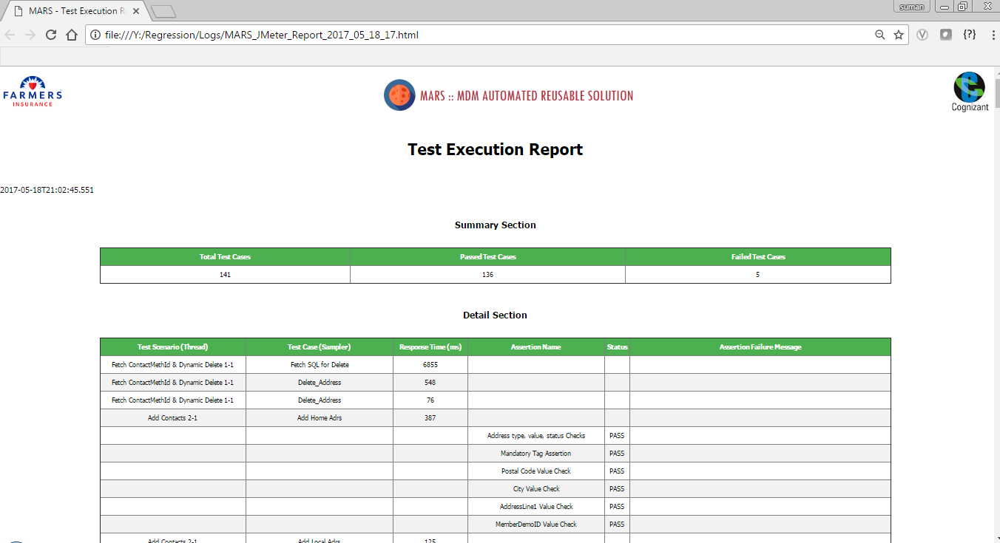 MARS - Test Execution R
suman
file:///Y:/Regression/Logs/MARS_JMeter_Report_2017_05_18_17.html
{?}
FARMERS
INSURANCE
MARS :: MDM AUTOMATED REUSABLE SOLUTION
Cognizant
Test Execution Report
2017-05-18T21:02:45.551
Summary Section
Total Test Cases Passed Test Cases Failed Test Cases
141 136 5
Detail Section
Test Scenario (Thread) Test Case (Sampler) Response Time (ms) Assertion Name Status Assertion Failure Message
Fetch ContactMethId & Dynamic Delete 1-1 Fetch SQL for Delete 6855
Fetch ContactMethId & Dynamic Delete 1-1 Delete_Address 548
Fetch ContactMethId & Dynamic Delete 1-1 Delete_Address 76
Add Contacts 2-1 Add Home Adrs 387
Address type, value, status Checks PASS
Mandatory Tag Assertion PASS
Postal Code Value Check PASS
City Value Check PASS
AddressLine1 Value Check PASS
MemberDemoID Value Check PASS
Add Contacts 2-1 Add Local Adrs 125